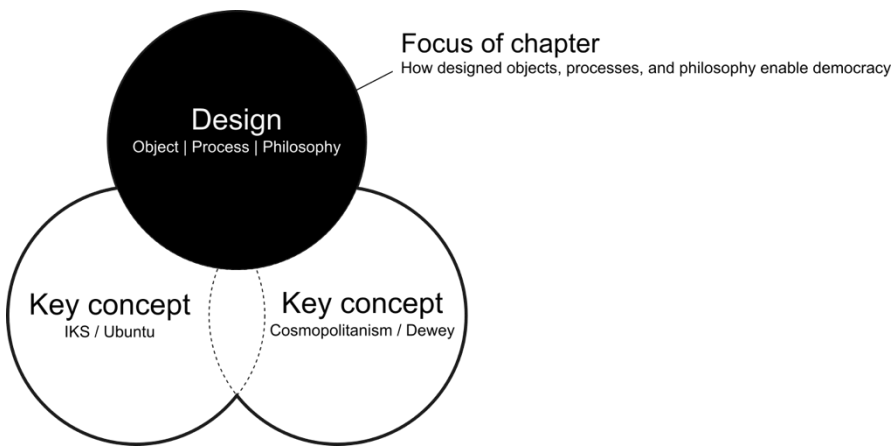 Focus of chapter
How designed objects, processes, and philosophy enable democracy
Design
Object | Process | Philosophy
Key concept
IKS / Ubuntu
Key concept
Cosmopolitanism / Dewey